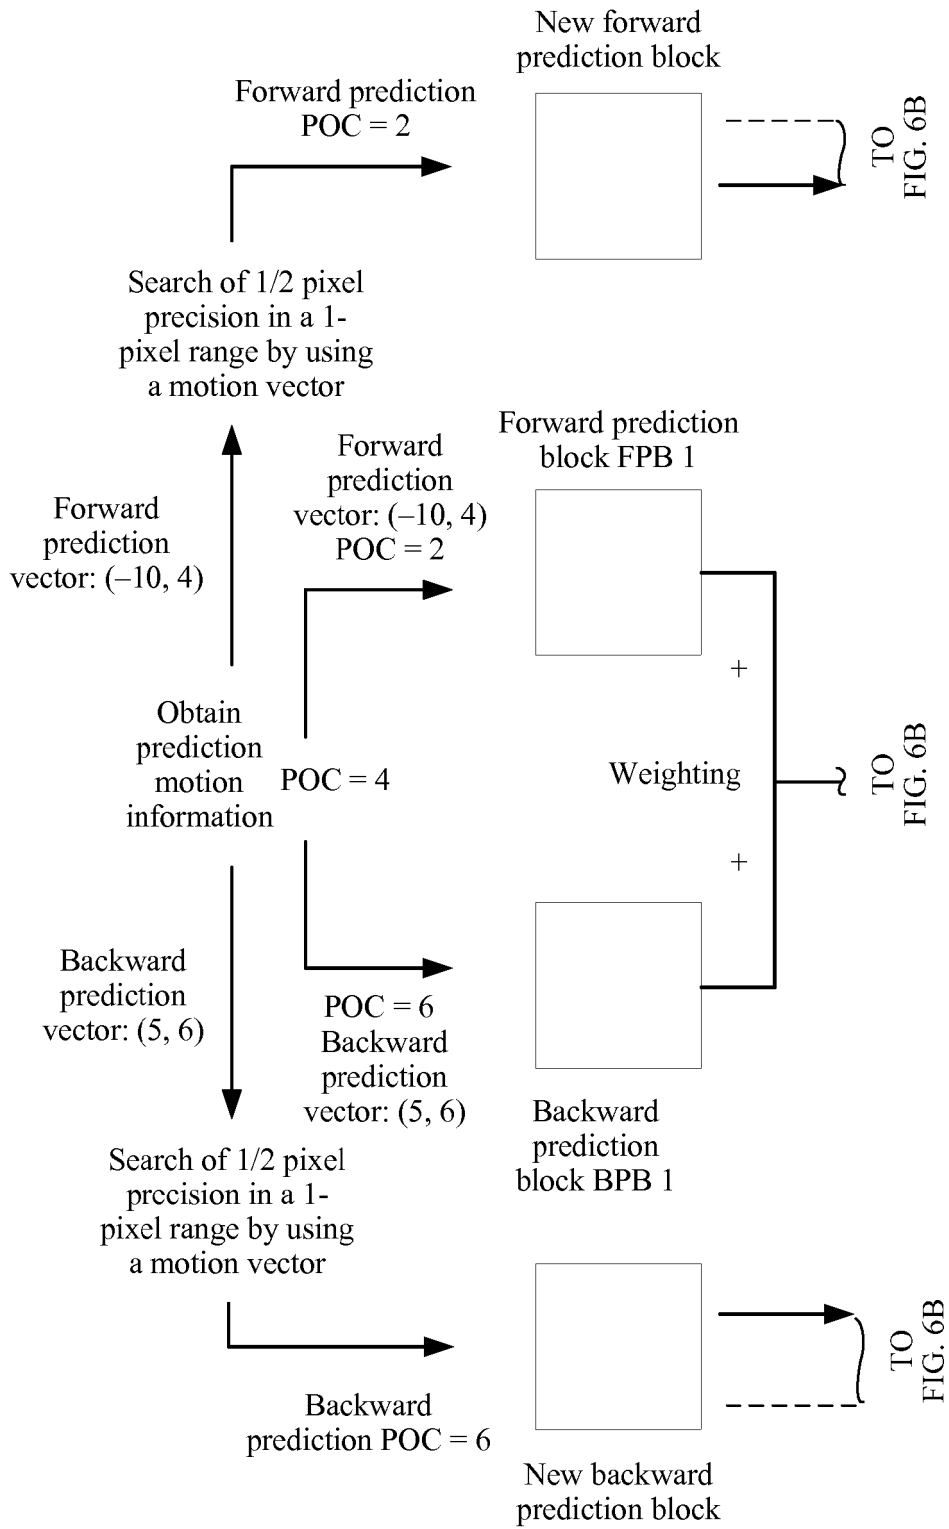 New forward
prediction block
Forward prediction
POC = 2
TO
FIG. 6B
Search of 1/2 pixel
precision in a 1-
pixel range by using
a motion vector
Forward prediction
block FPB 1
Forward
prediction
vector: (–10, 4)
POC = 2
Forward
prediction
vector: (–10, 4)
+
Obtain
prediction
motion
information
POC = 4
Weighting
TO
FIG. 6B
+
Backward
prediction
vector: (5, 6)
POC = 6
Backward
prediction
vector: (5, 6)
Backward
prediction
block BPB 1
Search of 1/2 pixel
precision in a 1-
pixel range by using
a motion vector
TO
FIG. 6B
Backward
prediction POC = 6
New backward
prediction block